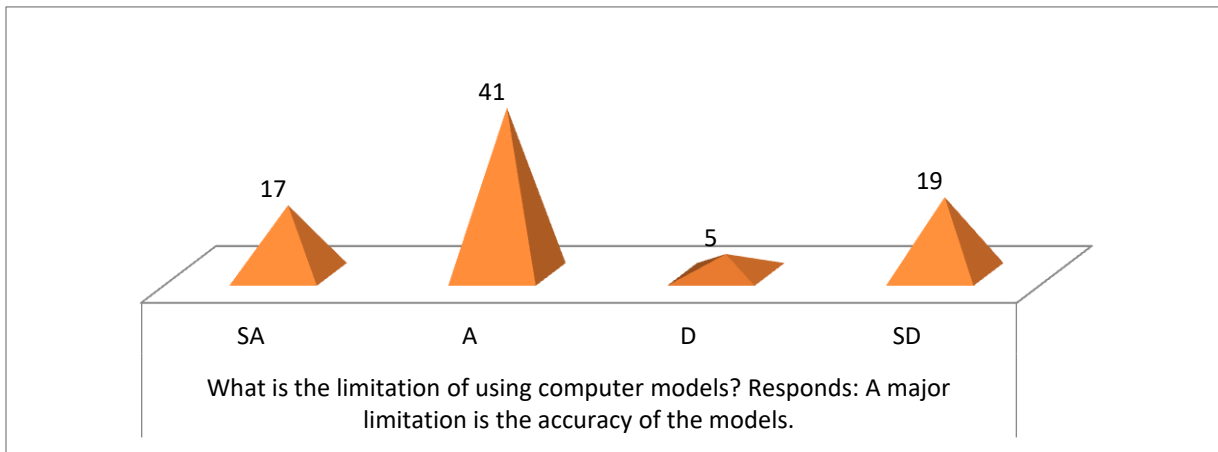 41
17
19
5
SA A D SD
What is the limitation of using computer models? Responds: A major
limitation is the accuracy of the models.